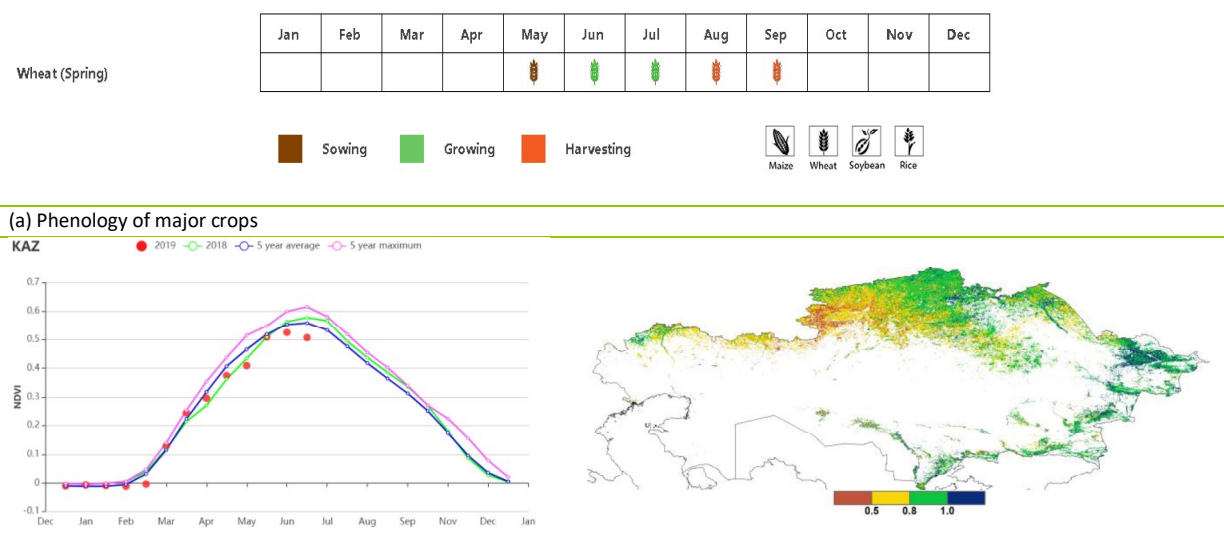 Jan Feb Mar Apr May Jun Jul Aug Sep Oct Nov Dec
Wheat (Spring)
Sowing Growing Harvesting
Maize Wheat Soybean Rice
(a) Phenology of major crops
KAZ
2019 2018 5 year average 5 year maximum
0.7
0.6
0.5
0.4
0.3
0.2
0.1
0
-0.1
NDVI
Dec Jan Feb Mar Apr May Jun Jul Aug Sep Nov Dec Jan
0.5 0.8 1.0